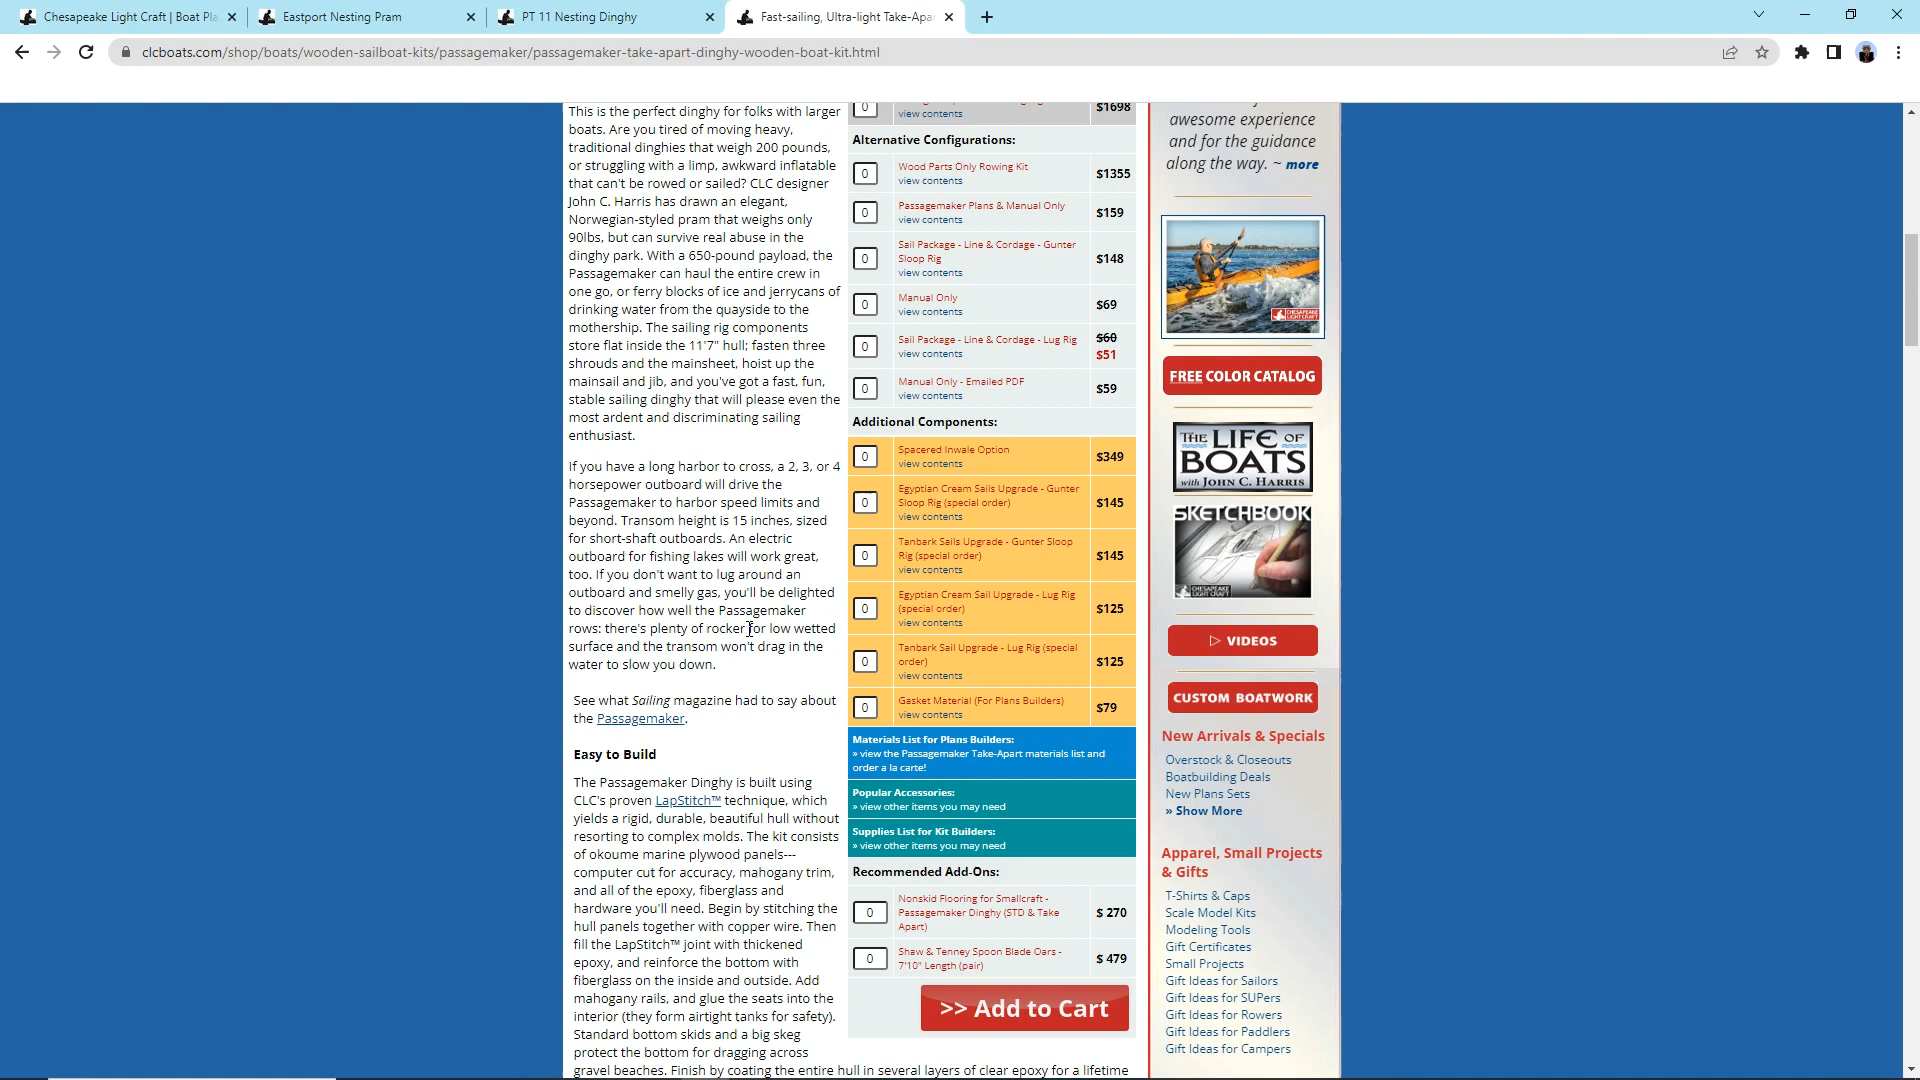 Chesapeake Light Craft | Boat Pla
Eastport Nesting Pram
PT 11 Nesting Dinghy
Fast-sailing, Ultra-light Take-Apar
clcboats.com/shop/boats/wooden-sailboat-kits/passagemaker/passagemaker-take-apart-dinghy-wooden-boat-kit.html
This is the perfect dinghy for folks with larger
boats. Are you tired of moving heavy,
traditional dinghies that weigh 200 pounds,
or struggling with a limp, awkward inflatable
that can't be rowed or sailed? CLC designer
John C. Harris has drawn an elegant,
Norwegian-styled pram that weighs only
90lbs, but can survive real abuse in the
dinghy park. With a 650-pound payload, the
Passagemaker can haul the entire crew in
one go, or ferry blocks of ice and jerrycans of
drinking water from the quayside to the
mothership. The sailing rig components
store flat inside the 11'7" hull; fasten three
shrouds and the mainsheet, hoist up the
mainsail and jib, and you've got a fast, fun,
stable sailing dinghy that will please even the
most ardent and discriminating sailing
enthusiast.
If you have a long harbor to cross, a 2, 3, or 4
horsepower outboard will drive the
Passagemaker to harbor speed limits and
beyond. Transom height is 15 inches, sized
for short-shaft outboards. An electric
outboard for fishing lakes will work great,
too. If you don't want to lug around an
outboard and smelly gas, you'll be delighted
to discover how well the Passagemaker
rows: there's plenty of rocker for low wetted
surface and the transom won't drag in the
water to slow you down.
See what Sailing magazine had to say about
the Passagemaker.
Easy to Build
The Passagemaker Dinghy is built using
CLC's proven LapStitch™ technique, which
yields a rigid, durable, beautiful hull without
resorting to complex molds. The kit consists
of okoume marine plywood panels---
computer cut for accuracy, mahogany trim,
and all of the epoxy, fiberglass and
hardware you'll need. Begin by stitching the
hull panels together with copper wire. Then
fill the LapStitch™ joint with thickened
epoxy, and reinforce the bottom with
fiberglass on the inside and outside. Add
mahogany rails, and glue the seats into the
interior (they form airtight tanks for safety).
Standard bottom skids and a big skeg
protect the bottom for dragging across
gravel beaches. Finish by coating the entire hull in several layers of clear epoxy for a lifetime
0
view contents
$1698
Alternative Configurations:
0 Wood Parts Only Rowing Kit $1355
view contents
0 Passagemaker Plans & Manual Only $159
view contents
0 Sail Package - Line & Cordage - Gunter
Sloop Rig $148
view contents
0 Manual Only $69
view contents
0 Sail Package - Line & Cordage - Lug Rig $60
view contents $51
0 Manual Only - Emailed PDF $59
view contents
Additional Components:
0 Spacered Inwale Option $349
view contents
0 Egyptian Cream Sails Upgrade - Gunter
Sloop Rig (special order) $145
view contents
0 Tanbark Sails Upgrade - Gunter Sloop
Rig (special order) $145
view contents
0 Egyptian Cream Sail Upgrade - Lug Rig
(special order) $125
view contents
0 Tanbark Sail Upgrade - Lug Rig (special
order) $125
view contents
0 Gasket Material (For Plans Builders) $79
view contents
Materials List for Plans Builders:
» view the Passagemaker Take-Apart materials list and
order a la carte!
Popular Accessories:
» view other items you may need
Supplies List for Kit Builders:
» view other items you may need
Recommended Add-Ons:
0 Nonskid Flooring for Smallcraft -
Passagemaker Dinghy (STD & Take
Apart) $ 270
0 Shaw & Tenney Spoon Blade Oars -
7'10" Length (pair) $ 479
>> Add to Cart
awesome experience
and for the guidance
along the way. ~ more
CHESAPEAKE
LIGHT CRAFT
FREE COLOR CATALOG
THE LIFE OF
BOATS
with JOHN C. HARRIS
SKETCHBOOK
CHESAPEAKE
LIGHT CRAFT
VIDEOS
CUSTOM BOATWORK
New Arrivals & Specials
Overstock & Closeouts
Boatbuilding Deals
New Plans Sets
» Show More
Apparel, Small Projects
& Gifts
T-Shirts & Caps
Scale Model Kits
Modeling Tools
Gift Certificates
Small Projects
Gift Ideas for Sailors
Gift Ideas for SUPers
Gift Ideas for Rowers
Gift Ideas for Paddlers
Gift Ideas for Campers